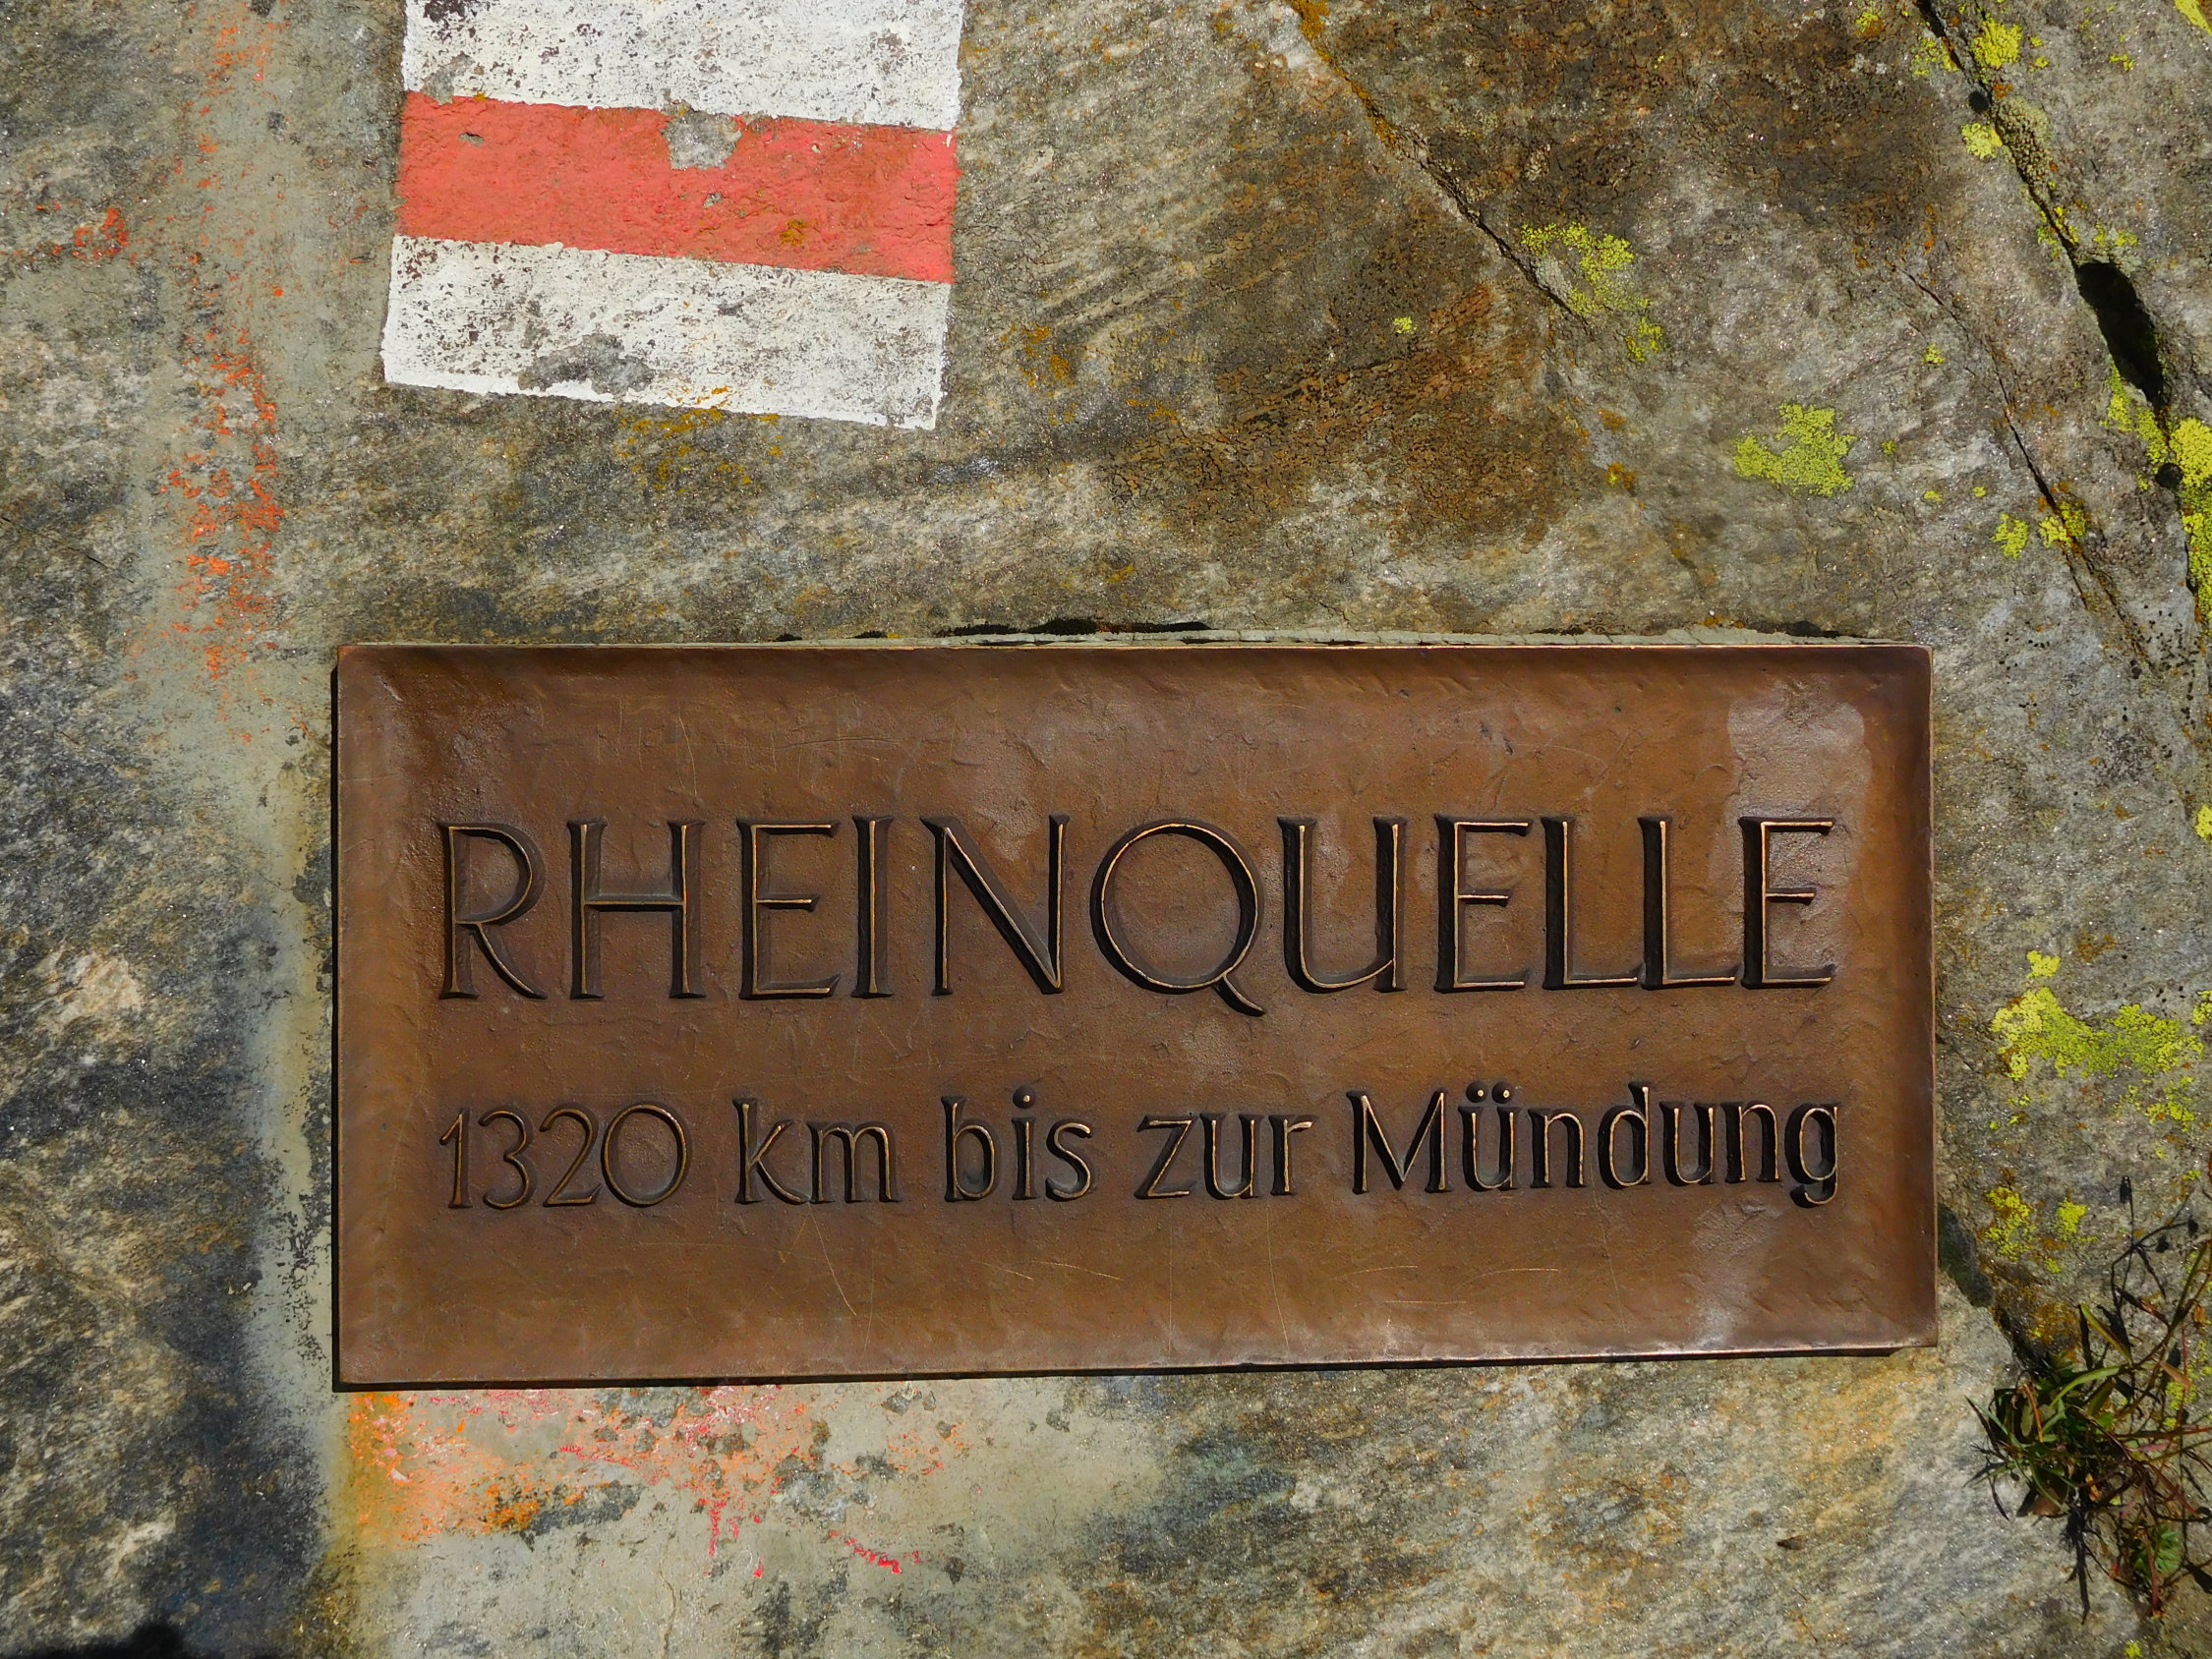 RHEINQUELLE
1320 km bis zur Mündung